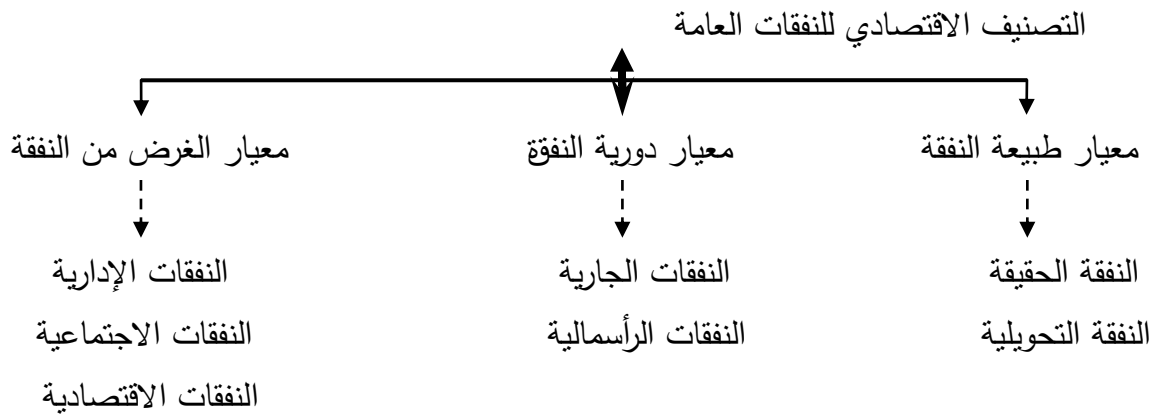 التصنيف الاقتصادي للنفقات العامة
معيار طبيعة النفقة
معيار دورية النفقة
معيار الغرض من النفقة
النفقة الحقيقة
النفقات الجارية
النفقات الإدارية
النفقة التحويلية
النفقات الرأسمالية
النفقات الاجتماعية
النفقات الاقتصادية